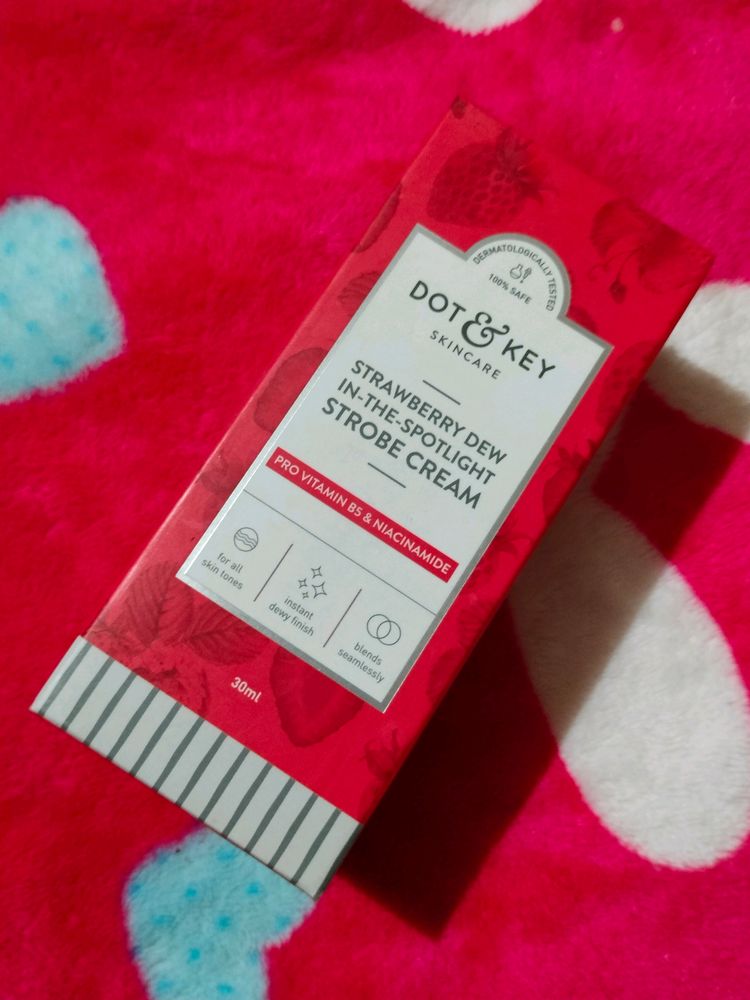 DERMATOLOGICALLY TESTED
100% SAFE
DOT & KEY
SKINCARE
STRAWBERRY DEW
IN-THE-SPOTLIGHT
STROBE CREAM
PRO VITAMIN B5 & NIACINAMIDE
for all
skin tones
instant
dewy finish
blends
seamlessly
30ml